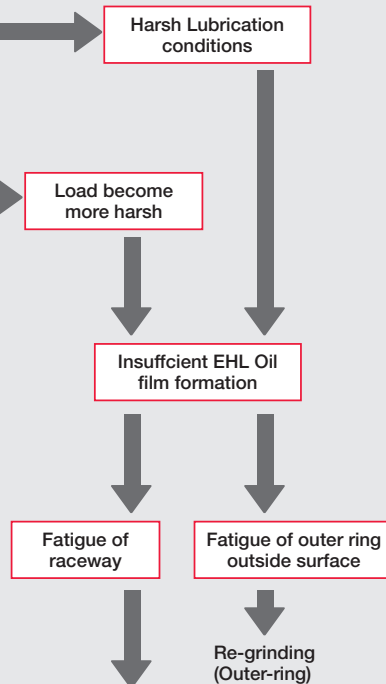 Harsh Lubrication
conditions
Load become
more harsh
Insuffcient EHL Oil
film formation
Fatigue of
raceway
Fatigue of outer ring
outside surface
Re-grinding
(Outer-ring)